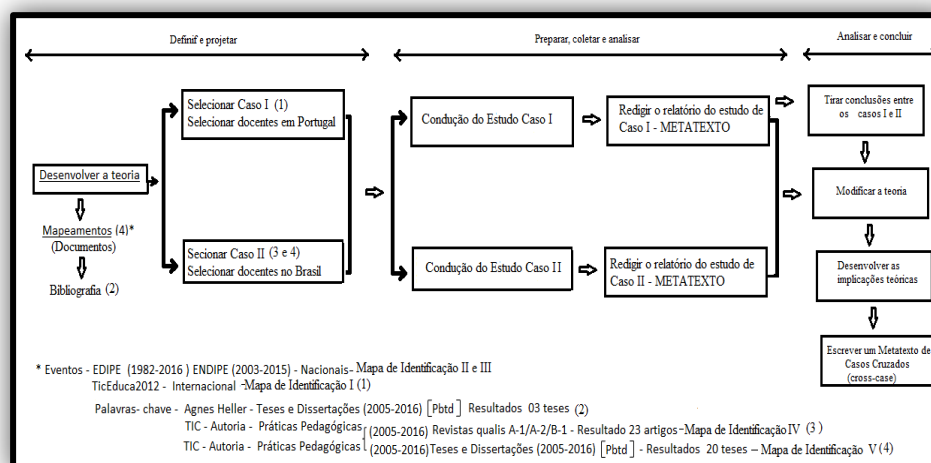 Definif e projetar
Preparar, coletar e analisar
Analisar e concluir
Selecionar Caso I (1)
Selecionar docentes em Portugal
Condução do Estudo Caso I
Redigir o relatório do estudo de
Caso I - METATEXTO
Tirar conclusões entre
os casos I e II
Desenvolver a teoria
Modificar a teoria
Mapeamentos (4)*
(Documentos)
Bibliografia (2)
Secionar Caso II (3 e 4)
Selecionar docentes no Brasil
Condução do Estudo Caso II
Redigir o relatório do estudo de
Caso II - METATEXTO
Desenvolver as
implicações teóricas
Escrever um Metatexto de
Casos Cruzados
(cross-case)
* Eventos - EDIPE (1982-2016 ) ENDIPE (2003-2015) - Nacionais- Mapa de Identificação II e III
TicEduca2012 - Internacional -Mapa de Identificação I (1)
Palavras- chave - Agnes Heller - Teses e Dissertações (2005-2016) [Pbtd] Resultados 03 teses (2)
TIC - Autoria - Práticas Pedagógicas (2005-2016) Revistas qualis A-1/A-2/B-1 - Resultado 23 artigos-Mapa de Identificação IV (3)
TIC - Autoria - Práticas Pedagógicas (2005-2016)Teses e Dissertações (2005-2016) [Pbtd] - Resultados 20 teses – Mapa de Identificação V (4)